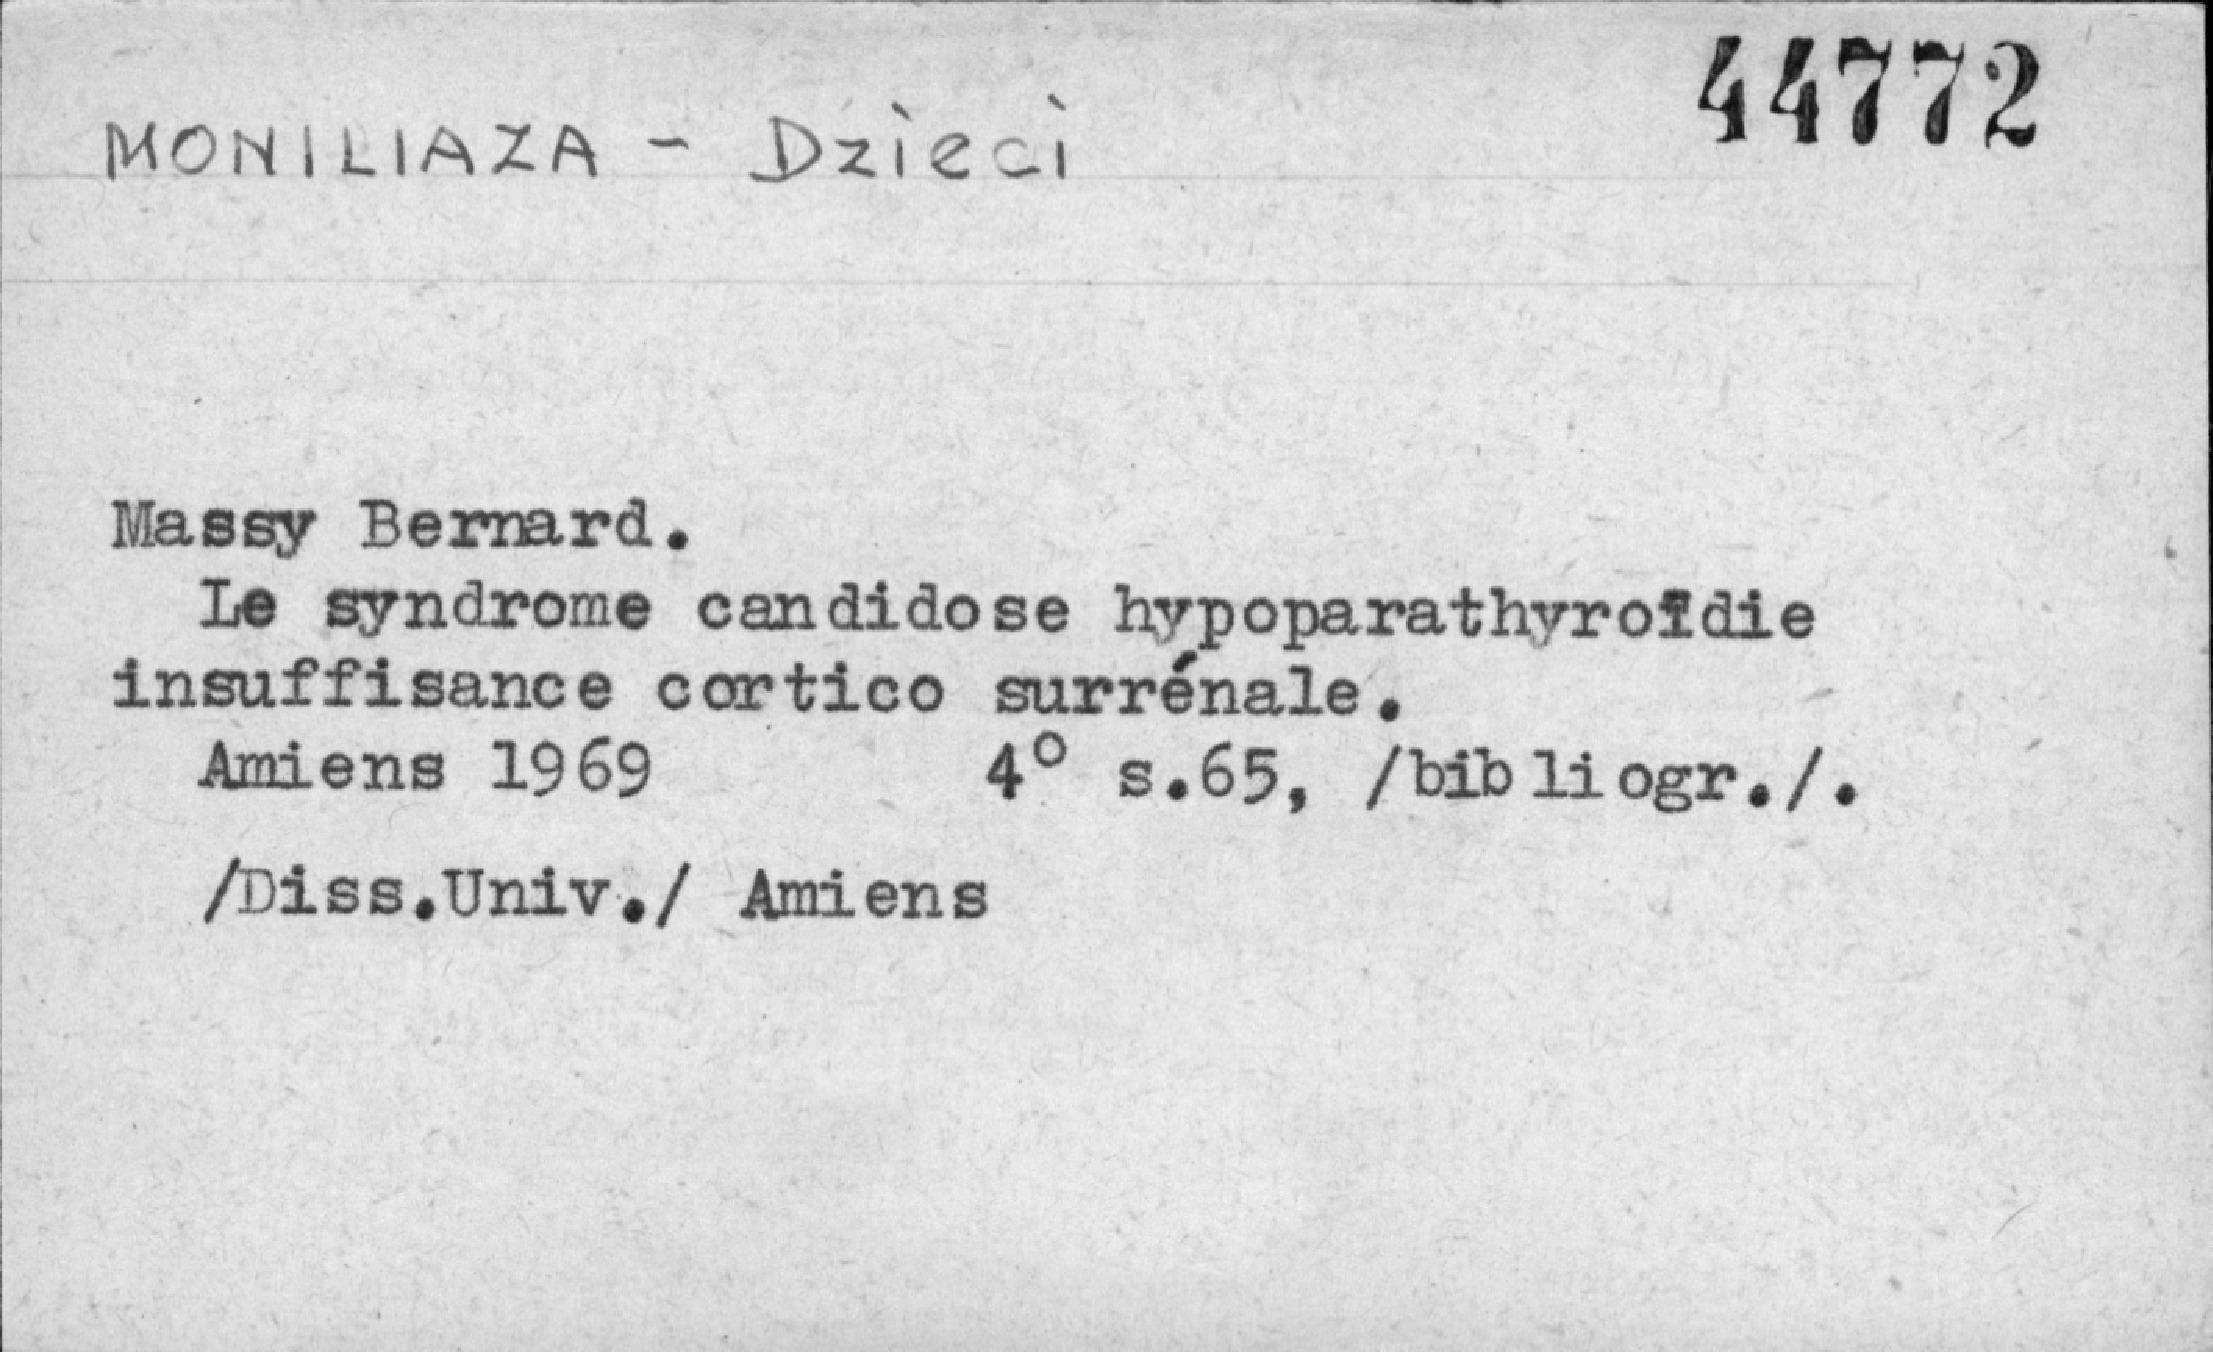 44772
MONILIAZA - Dzieci
Massy Bernard.
Le syndrome candidose hypoparathyroïdie
insuffisance cortico surrénale.
Amiens 1969 4° s.65, /bibliogr./.
/Diss.Univ./ Amiens